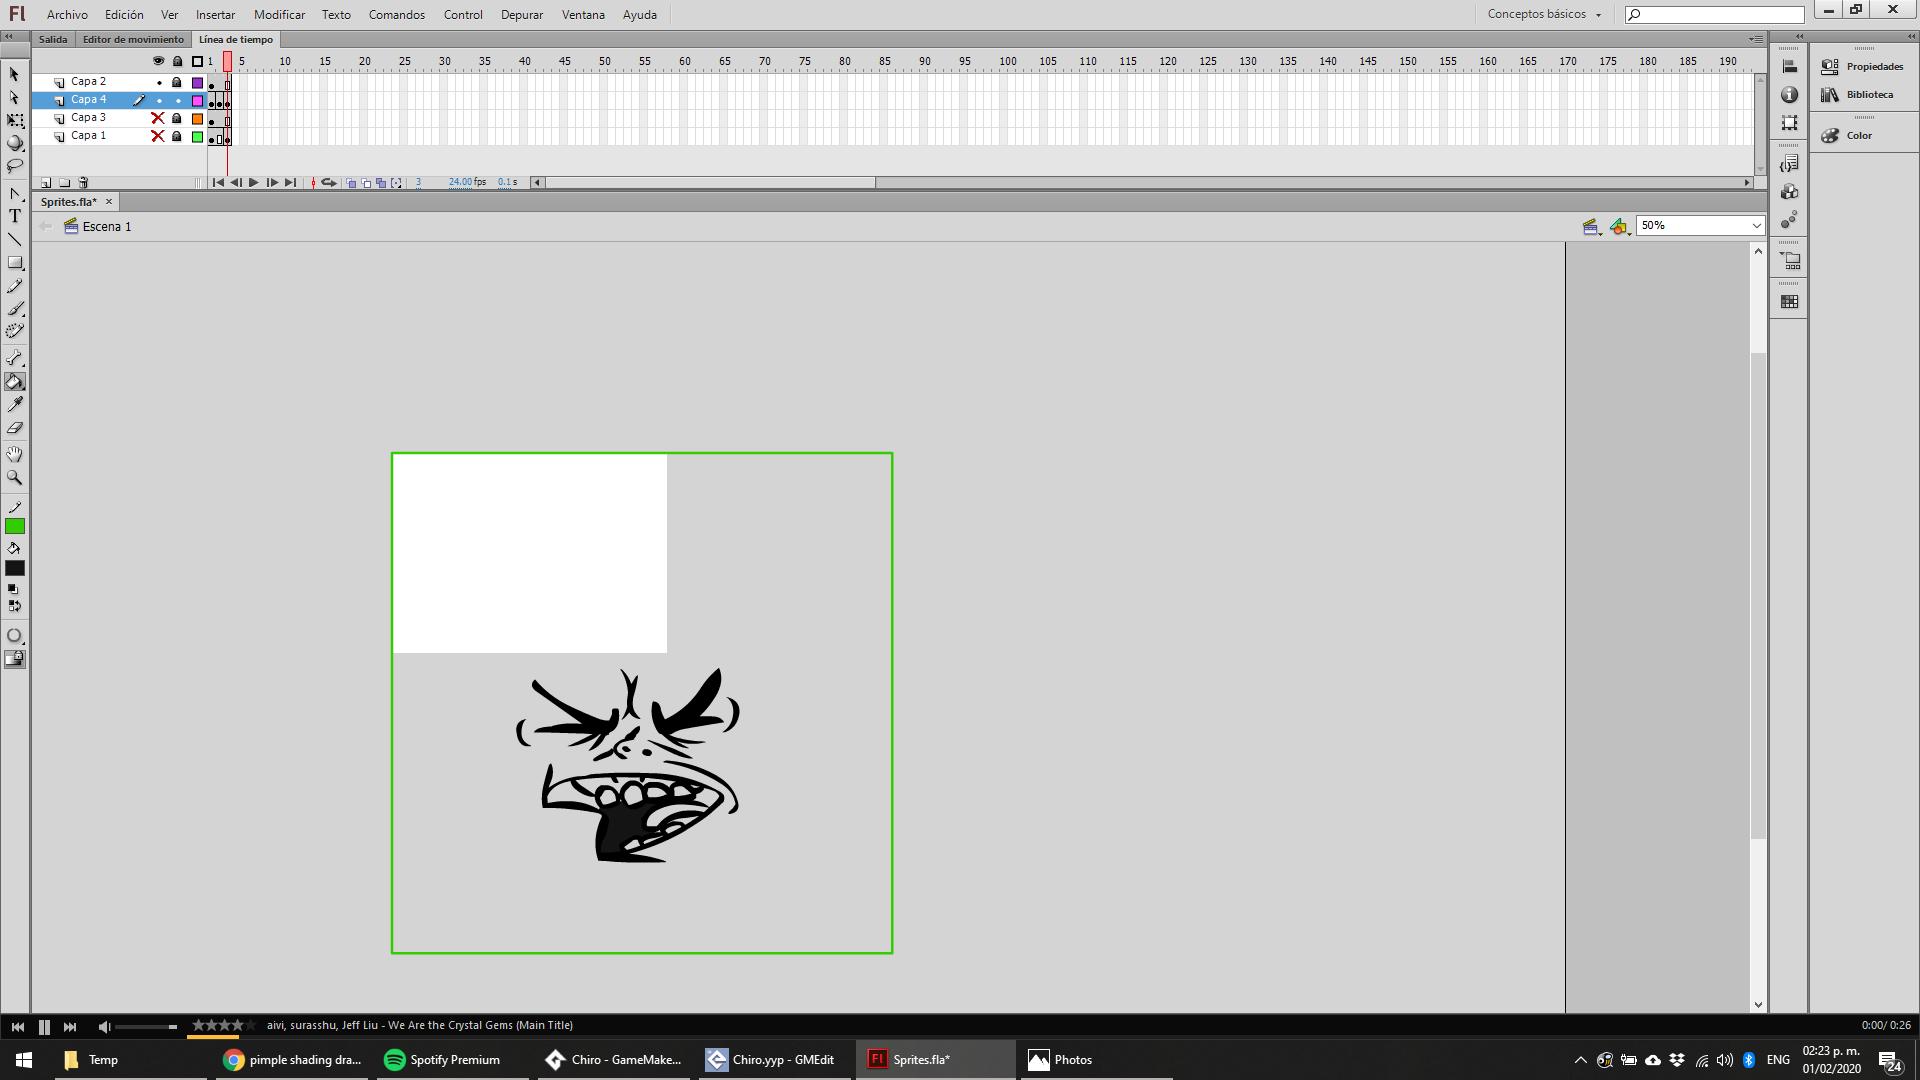 Fl Archivo Edición Ver Insertar Modificar Texto Comandos Control Depurar Ventana Ayuda Conceptos básicos
Salida Editor de movimiento Línea de tiempo
1 5 10 15 20 25 30 35 40 45 50 55 60 65 70 75 80 85 90 95 100 105 110 115 120 125 130 135 140 145 150 155 160 165 170 175 180 185 190
Capa 2
Capa 4
Capa 3
Capa 1
3 24.00 fps 0.1 s
Propiedades
Biblioteca
Color
Sprites.fla* ×
Escena 1 50%
T
aivi, surasshu, Jeff Liu - We Are the Crystal Gems (Main Title) 0:00/ 0:26
Temp pimple shading dra... Spotify Premium Chiro - GameMake... Chiro.yyp - GMEdit Fl Sprites.fla* Photos ENG 02:23 p. m.
01/02/2020 24